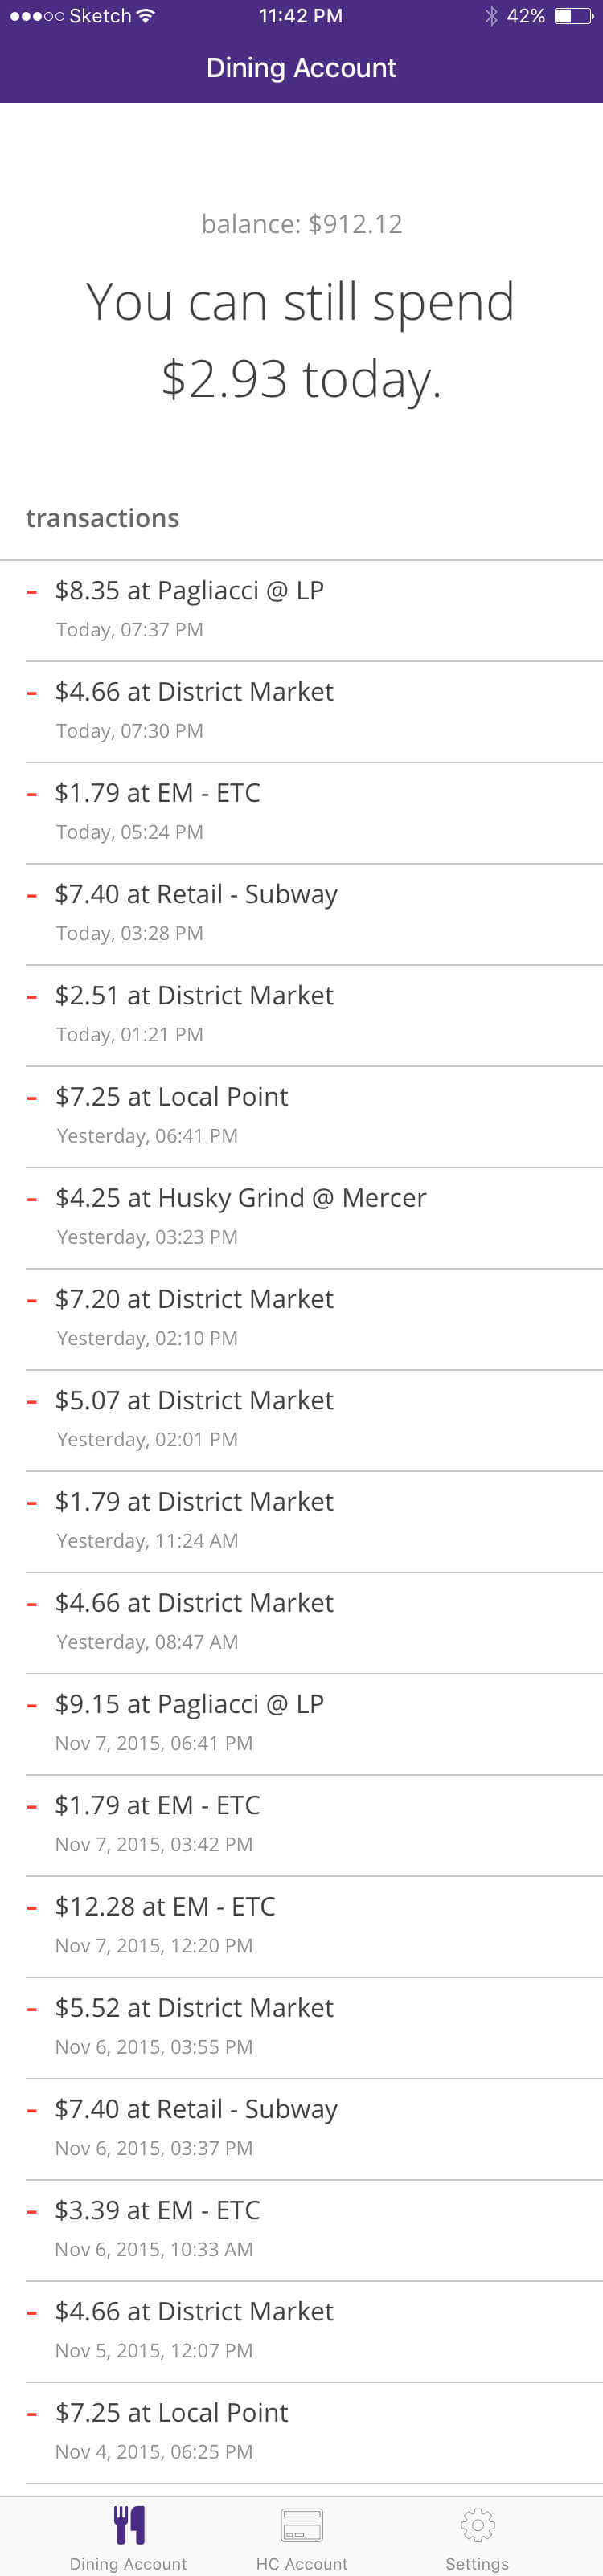 Sketch 11:42 PM 42%
Dining Account
balance: $912.12
You can still spend
$2.93 today.
transactions
- $8.35 at Pagliacci @ LP
Today, 07:37 PM
- $4.66 at District Market
Today, 07:30 PM
- $1.79 at EM - ETC
Today, 05:24 PM
- $7.40 at Retail - Subway
Today, 03:28 PM
- $2.51 at District Market
Today, 01:21 PM
- $7.25 at Local Point
Yesterday, 06:41 PM
- $4.25 at Husky Grind @ Mercer
Yesterday, 03:23 PM
- $7.20 at District Market
Yesterday, 02:10 PM
- $5.07 at District Market
Yesterday, 02:01 PM
- $1.79 at District Market
Yesterday, 11:24 AM
- $4.66 at District Market
Yesterday, 08:47 AM
- $9.15 at Pagliacci @ LP
Nov 7, 2015, 06:41 PM
- $1.79 at EM - ETC
Nov 7, 2015, 03:42 PM
- $12.28 at EM - ETC
Nov 7, 2015, 12:20 PM
- $5.52 at District Market
Nov 6, 2015, 03:55 PM
- $7.40 at Retail - Subway
Nov 6, 2015, 03:37 PM
- $3.39 at EM - ETC
Nov 6, 2015, 10:33 AM
- $4.66 at District Market
Nov 5, 2015, 12:07 PM
- $7.25 at Local Point
Nov 4, 2015, 06:25 PM
Dining Account HC Account Settings